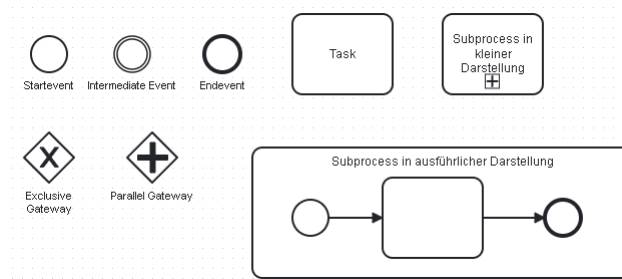 Startevent
Intermediate Event
Endevent
Task
Subprocess in
kleiner
Darstellung
Exclusive
Gateway
Parallel Gateway
Subprocess in ausführlicher Darstellung